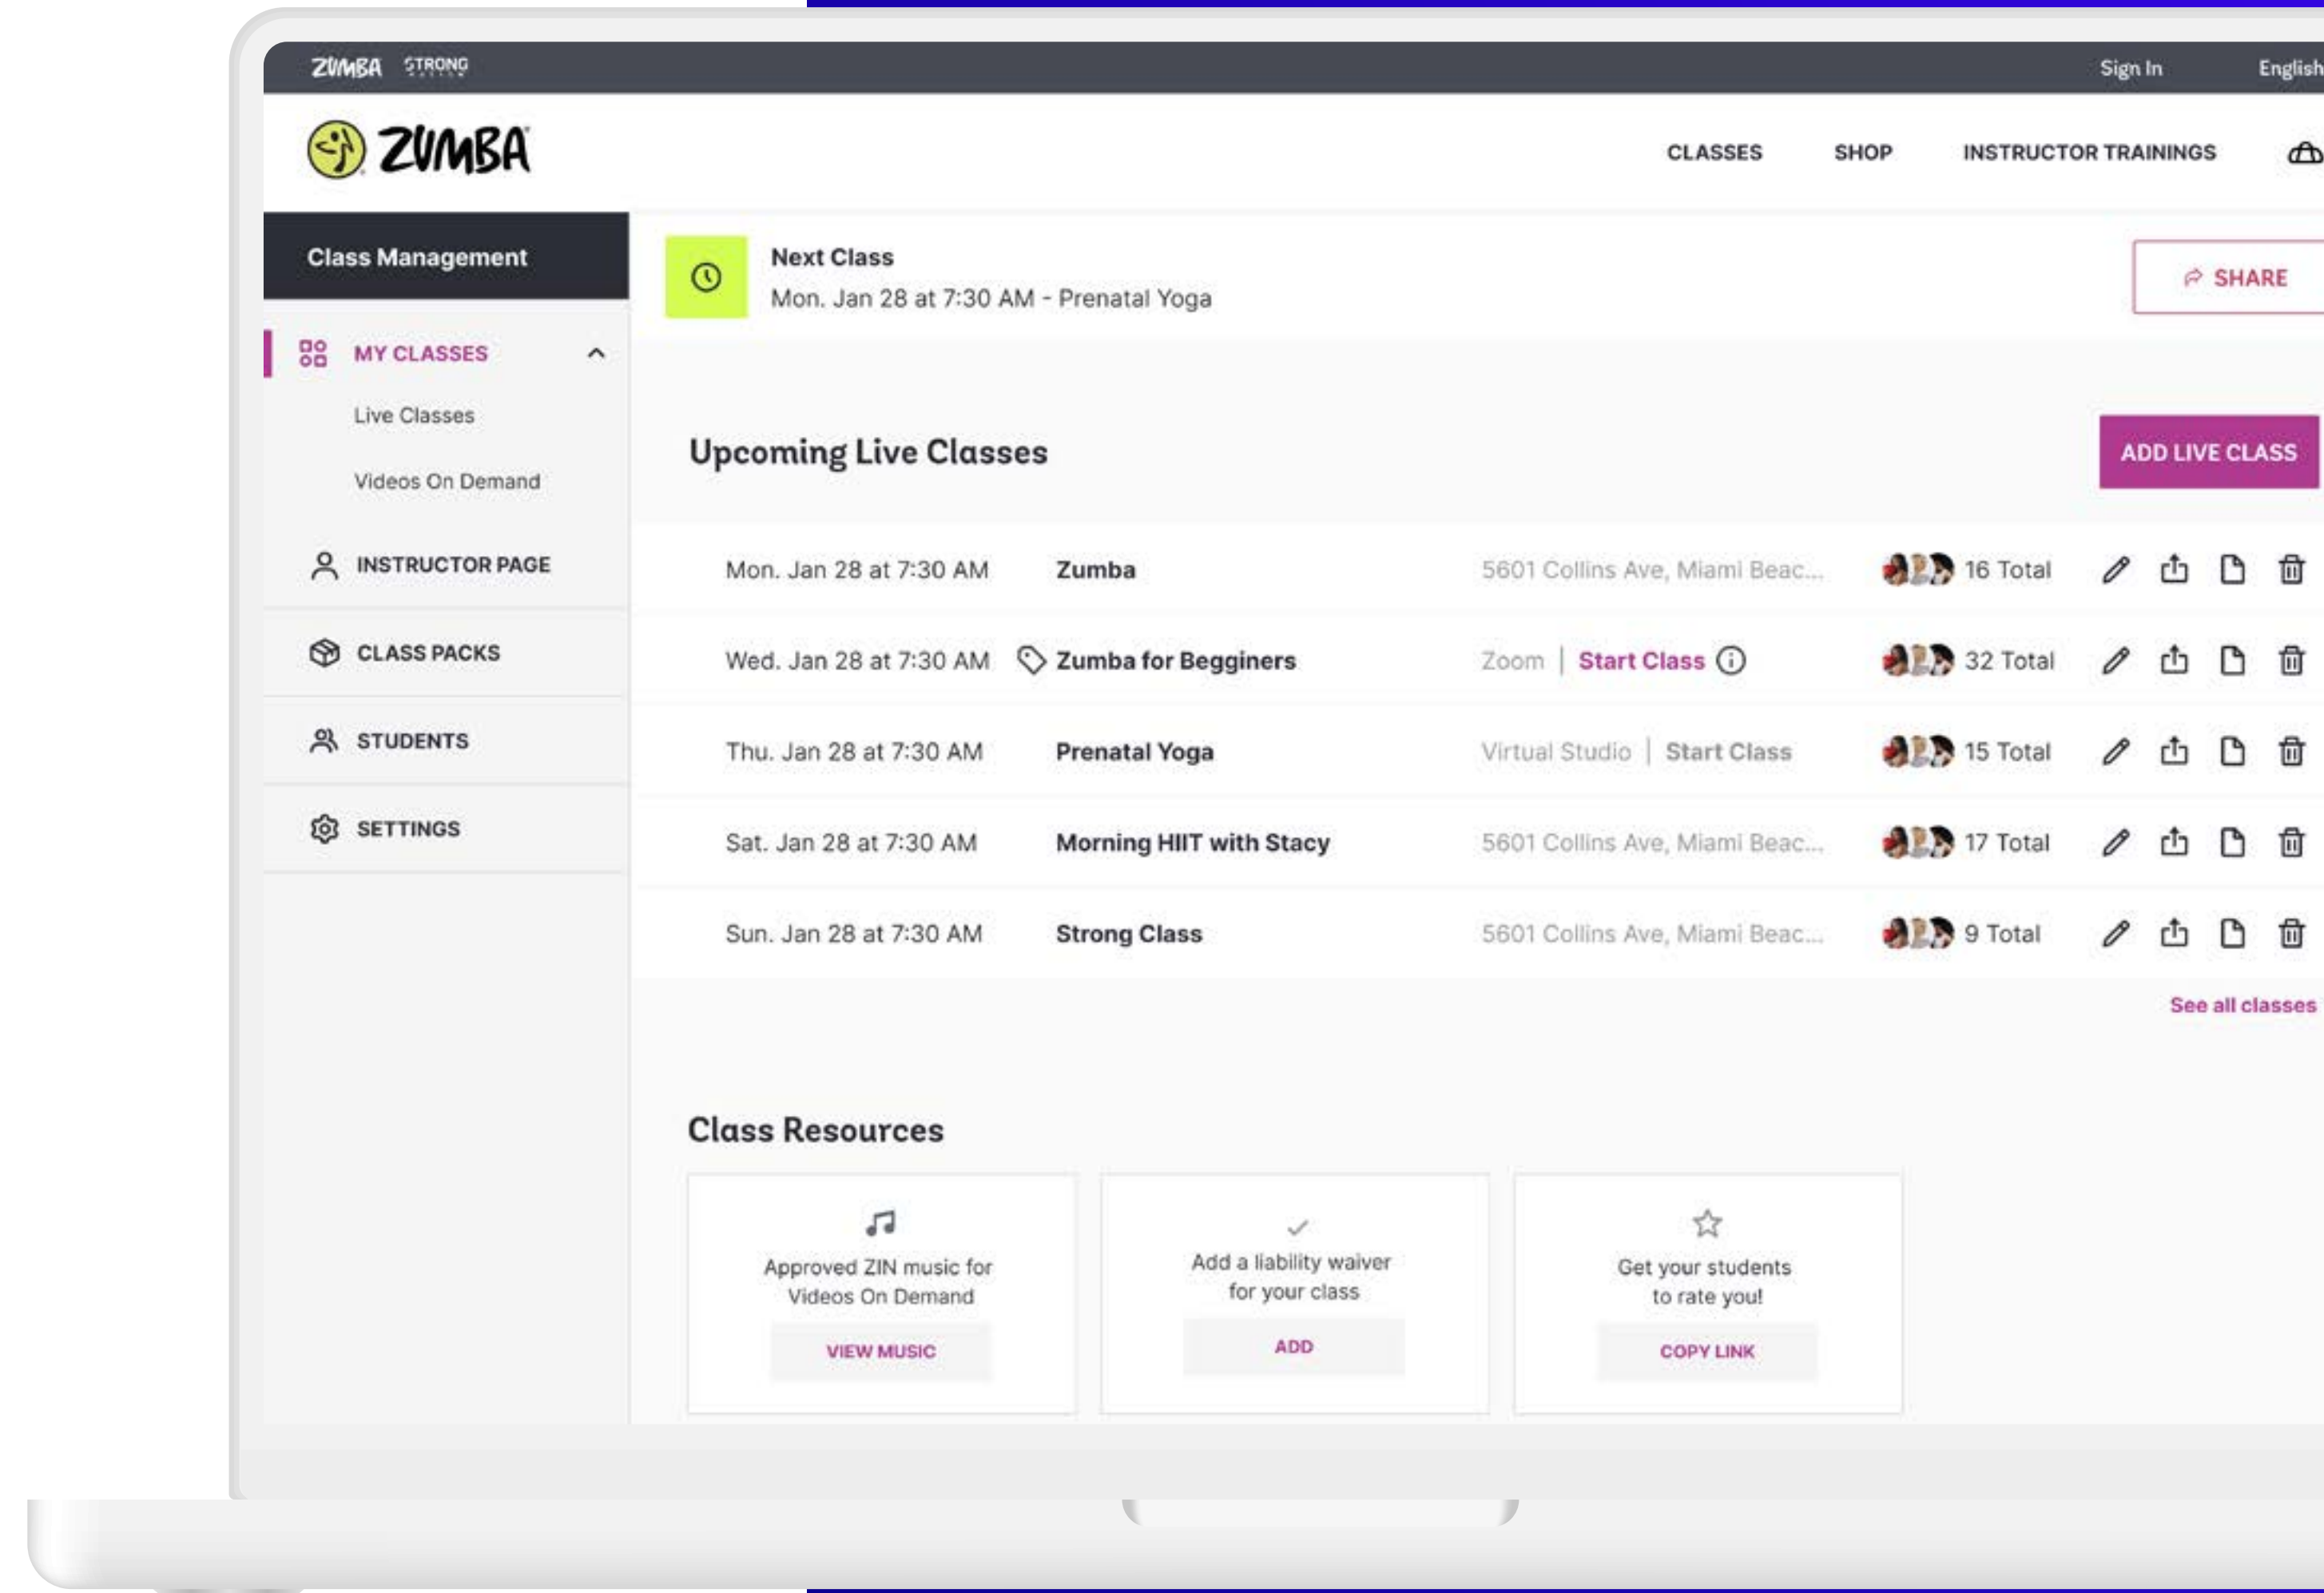 ZUMBA STRONG
Sign In English
ZUMBA
CLASSES SHOP INSTRUCTOR TRAININGS
Class Management
MY CLASSES
Live Classes
Videos On Demand
INSTRUCTOR PAGE
CLASS PACKS
STUDENTS
SETTINGS
Next Class
Mon. Jan 28 at 7:30 AM - Prenatal Yoga
SHARE
Upcoming Live Classes
ADD LIVE CLASS
Mon. Jan 28 at 7:30 AM Zumba 5601 Collins Ave, Miami Beac... 16 Total
Wed. Jan 28 at 7:30 AM Zumba for Begginers Zoom | Start Class 32 Total
Thu. Jan 28 at 7:30 AM Prenatal Yoga Virtual Studio | Start Class 15 Total
Sat. Jan 28 at 7:30 AM Morning HIIT with Stacy 5601 Collins Ave, Miami Beac... 17 Total
Sun. Jan 28 at 7:30 AM Strong Class 5601 Collins Ave, Miami Beac... 9 Total
See all classes
Class Resources
Approved ZIN music for
Videos On Demand
VIEW MUSIC
Add a liability waiver
for your class
ADD
Get your students
to rate you!
COPY LINK